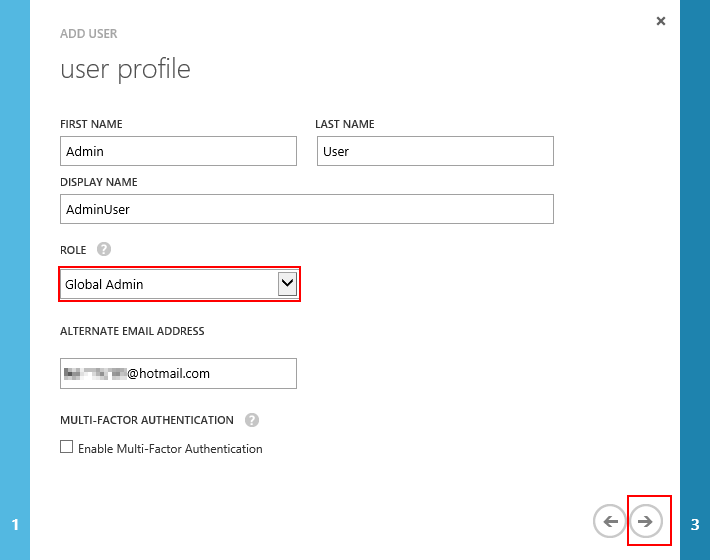 ADD USER
user profile
FIRST NAME
LAST NAME
Admin
User
DISPLAY NAME
AdminUser
ROLE ?
Global Admin
ALTERNATE EMAIL ADDRESS
@hotmail.com
MULTI-FACTOR AUTHENTICATION ?
Enable Multi-Factor Authentication
1
3